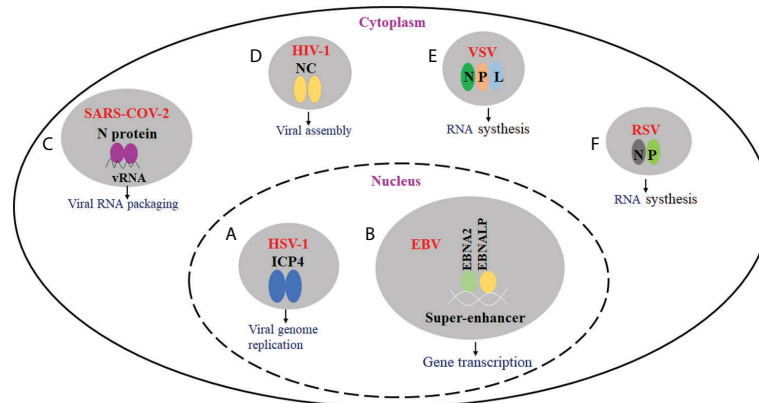 Cytoplasm
D
HIV-1
NC
Viral assembly
E
VSV
N P L
RNA systhesis
C
SARS-COV-2
N protein
vRNA
Viral RNA packaging
F
RSV
N P
RNA systhesis
Nucleus
A
HSV-1
ICP4
Viral genome
replication
B
EBV
EBNA2
EBNALP
Super-enhancer
Gene transcription